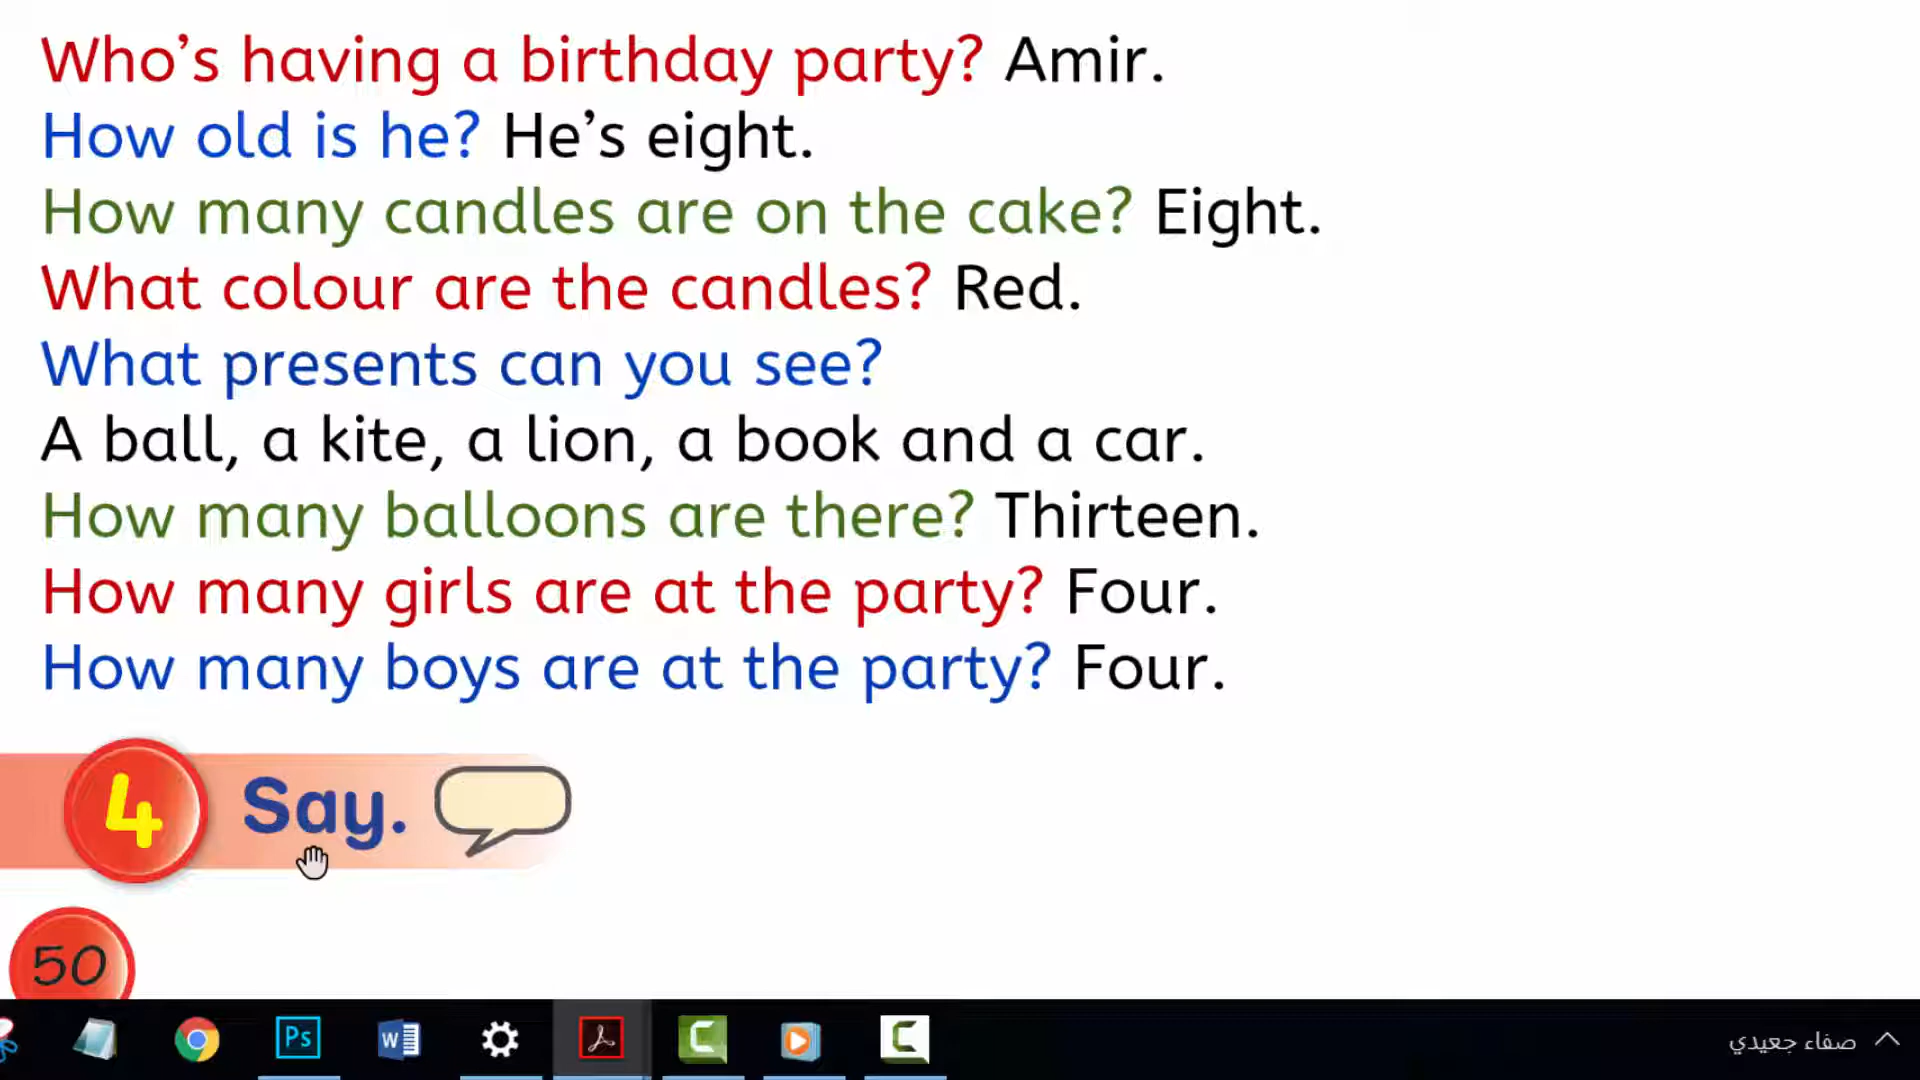 Who’s having a birthday party? Amir.
How old is he? He’s eight.
How many candles are on the cake? Eight.
What colour are the candles? Red.
What presents can you see?
A ball, a kite, a lion, a book and a car.
How many balloons are there? Thirteen.
How many girls are at the party? Four.
How many boys are at the party? Four.
4 Say.
50
Ps
W
صفاء جعيدي